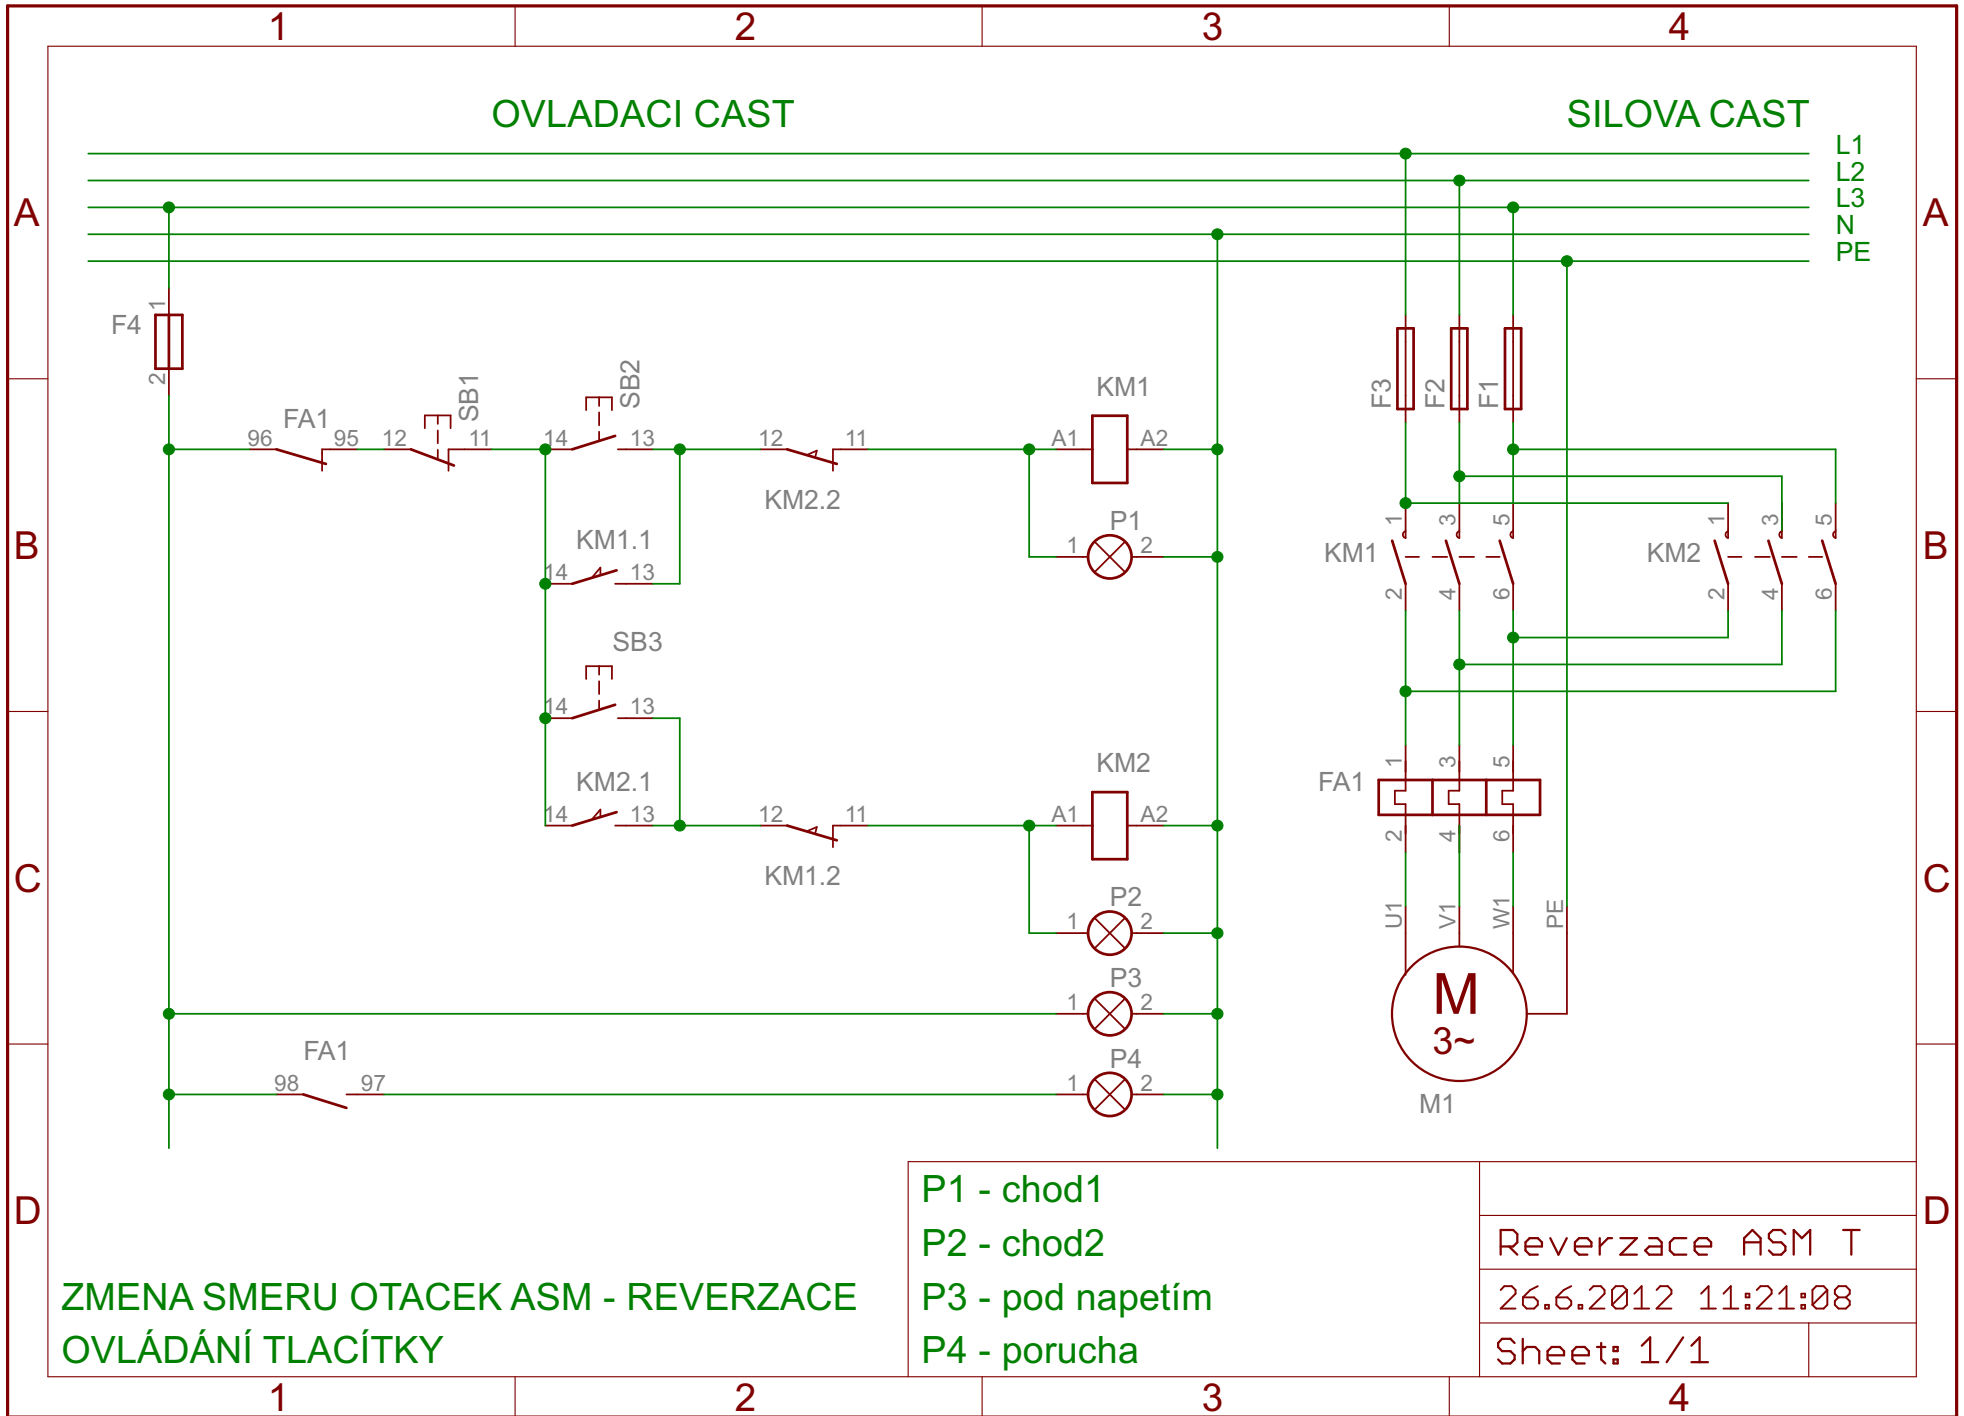 1 2 3 4
OVLADACI CAST SILOVA CAST
L1
L2
L3
N
PE
A A
F4 1 2
F3 F2 F1
FA1 96 95
SB1 12 11
SB2 14 13
KM2.2 12 11
KM1 A1 A2
P1 1 2
KM1.1 14 13
KM1 1 3 5 2 4 6
KM2 1 3 5 2 4 6
B B
SB3 14 13
KM2.1 14 13
KM1.2 12 11
KM2 A1 A2
P2 1 2
P3 1 2
FA1 1 3 5 2 4 6
U1 V1 W1 PE
M
3~
M1
C C
FA1 98 97
P4 1 2
D D
P1 - chod1
P2 - chod2
P3 - pod napetím
P4 - porucha
ZMENA SMERU OTACEK ASM - REVERZACE
OVLÁDÁNÍ TLACÍTKY
Reverzace ASM T
26.6.2012 11:21:08
Sheet: 1/1
1 2 3 4